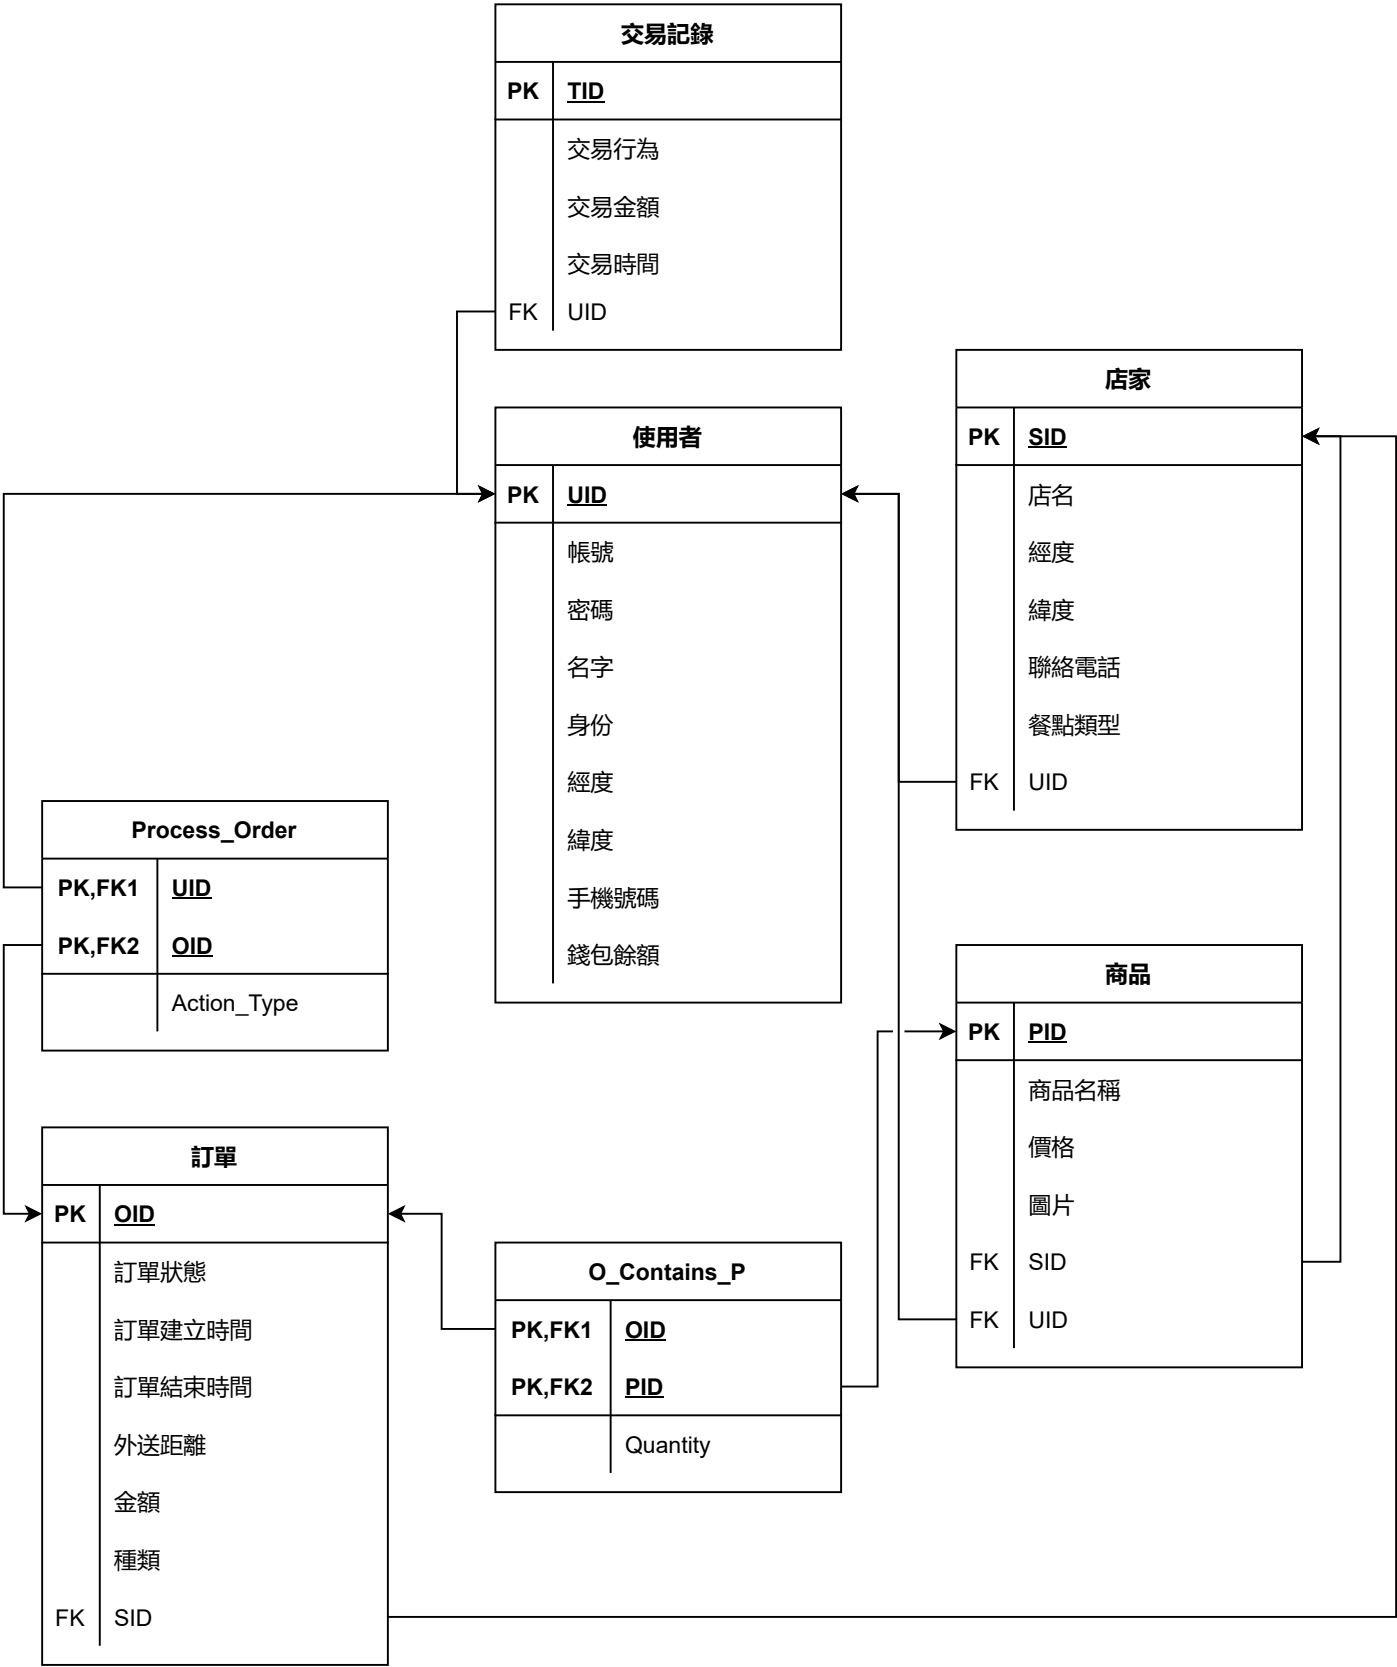 交易記錄
PK TID
交易行為
交易金額
交易時間
FK UID
使用者
PK UID
帳號
密碼
名字
身份
經度
緯度
手機號碼
錢包餘額
店家
PK SID
店名
經度
緯度
聯絡電話
餐點類型
FK UID
Process_Order
PK,FK1 UID
PK,FK2 OID
Action_Type
商品
PK PID
商品名稱
價格
圖片
FK SID
FK UID
訂單
PK OID
訂單狀態
訂單建立時間
訂單結束時間
外送距離
金額
種類
FK SID
O_Contains_P
PK,FK1 OID
PK,FK2 PID
Quantity